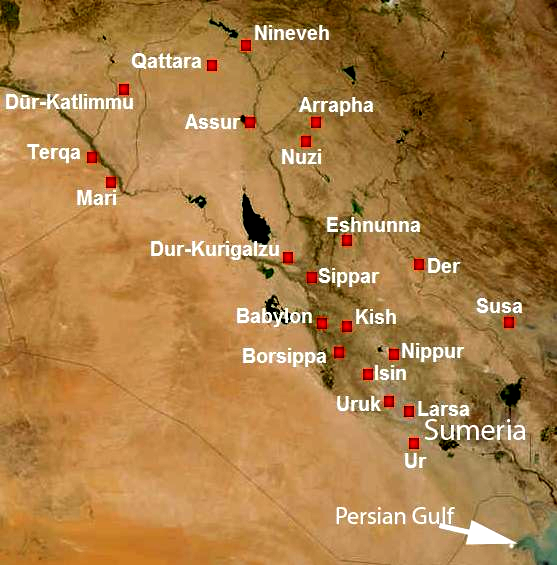 Nineveh
Qattara
Dūr-Katlimmu
Assur
Arrapha
Terqa
Nuzi
Mari
Eshnunna
Dur-Kurigalzu
Der
Sippar
Susa
Babylon
Kish
Borsippa
Nippur
Isin
Uruk
Larsa
Sumeria
Ur
Persian Gulf